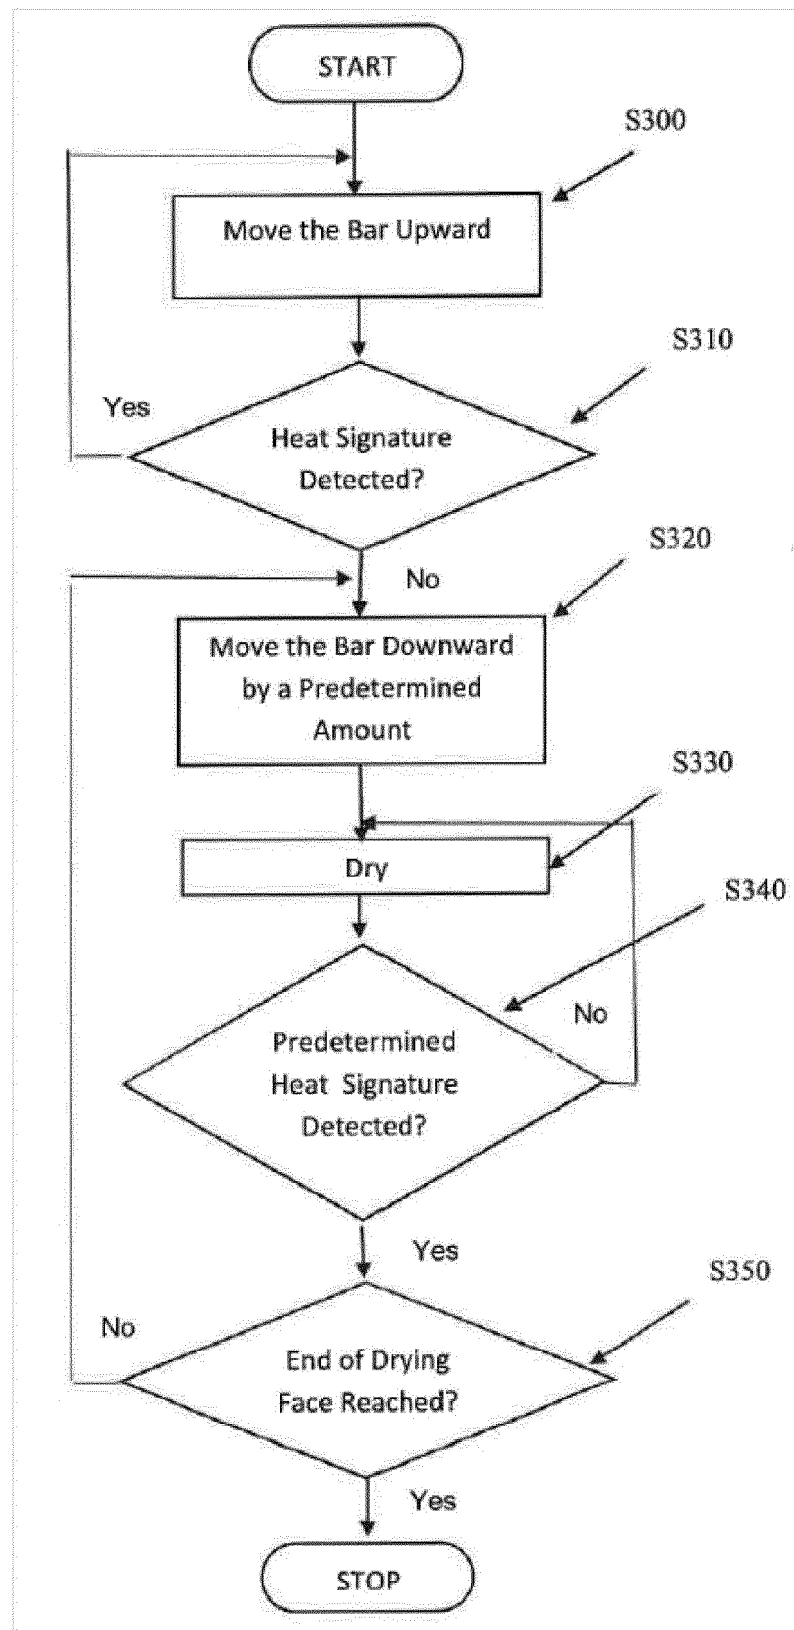 START
S300
Move the Bar Upward
S310
Yes
Heat Signature
Detected?
S320
No
Move the Bar Downward
by a Predetermined
Amount
S330
Dry
S340
No
Predetermined
Heat Signature
Detected?
Yes
S350
No
End of Drying
Face Reached?
Yes
STOP